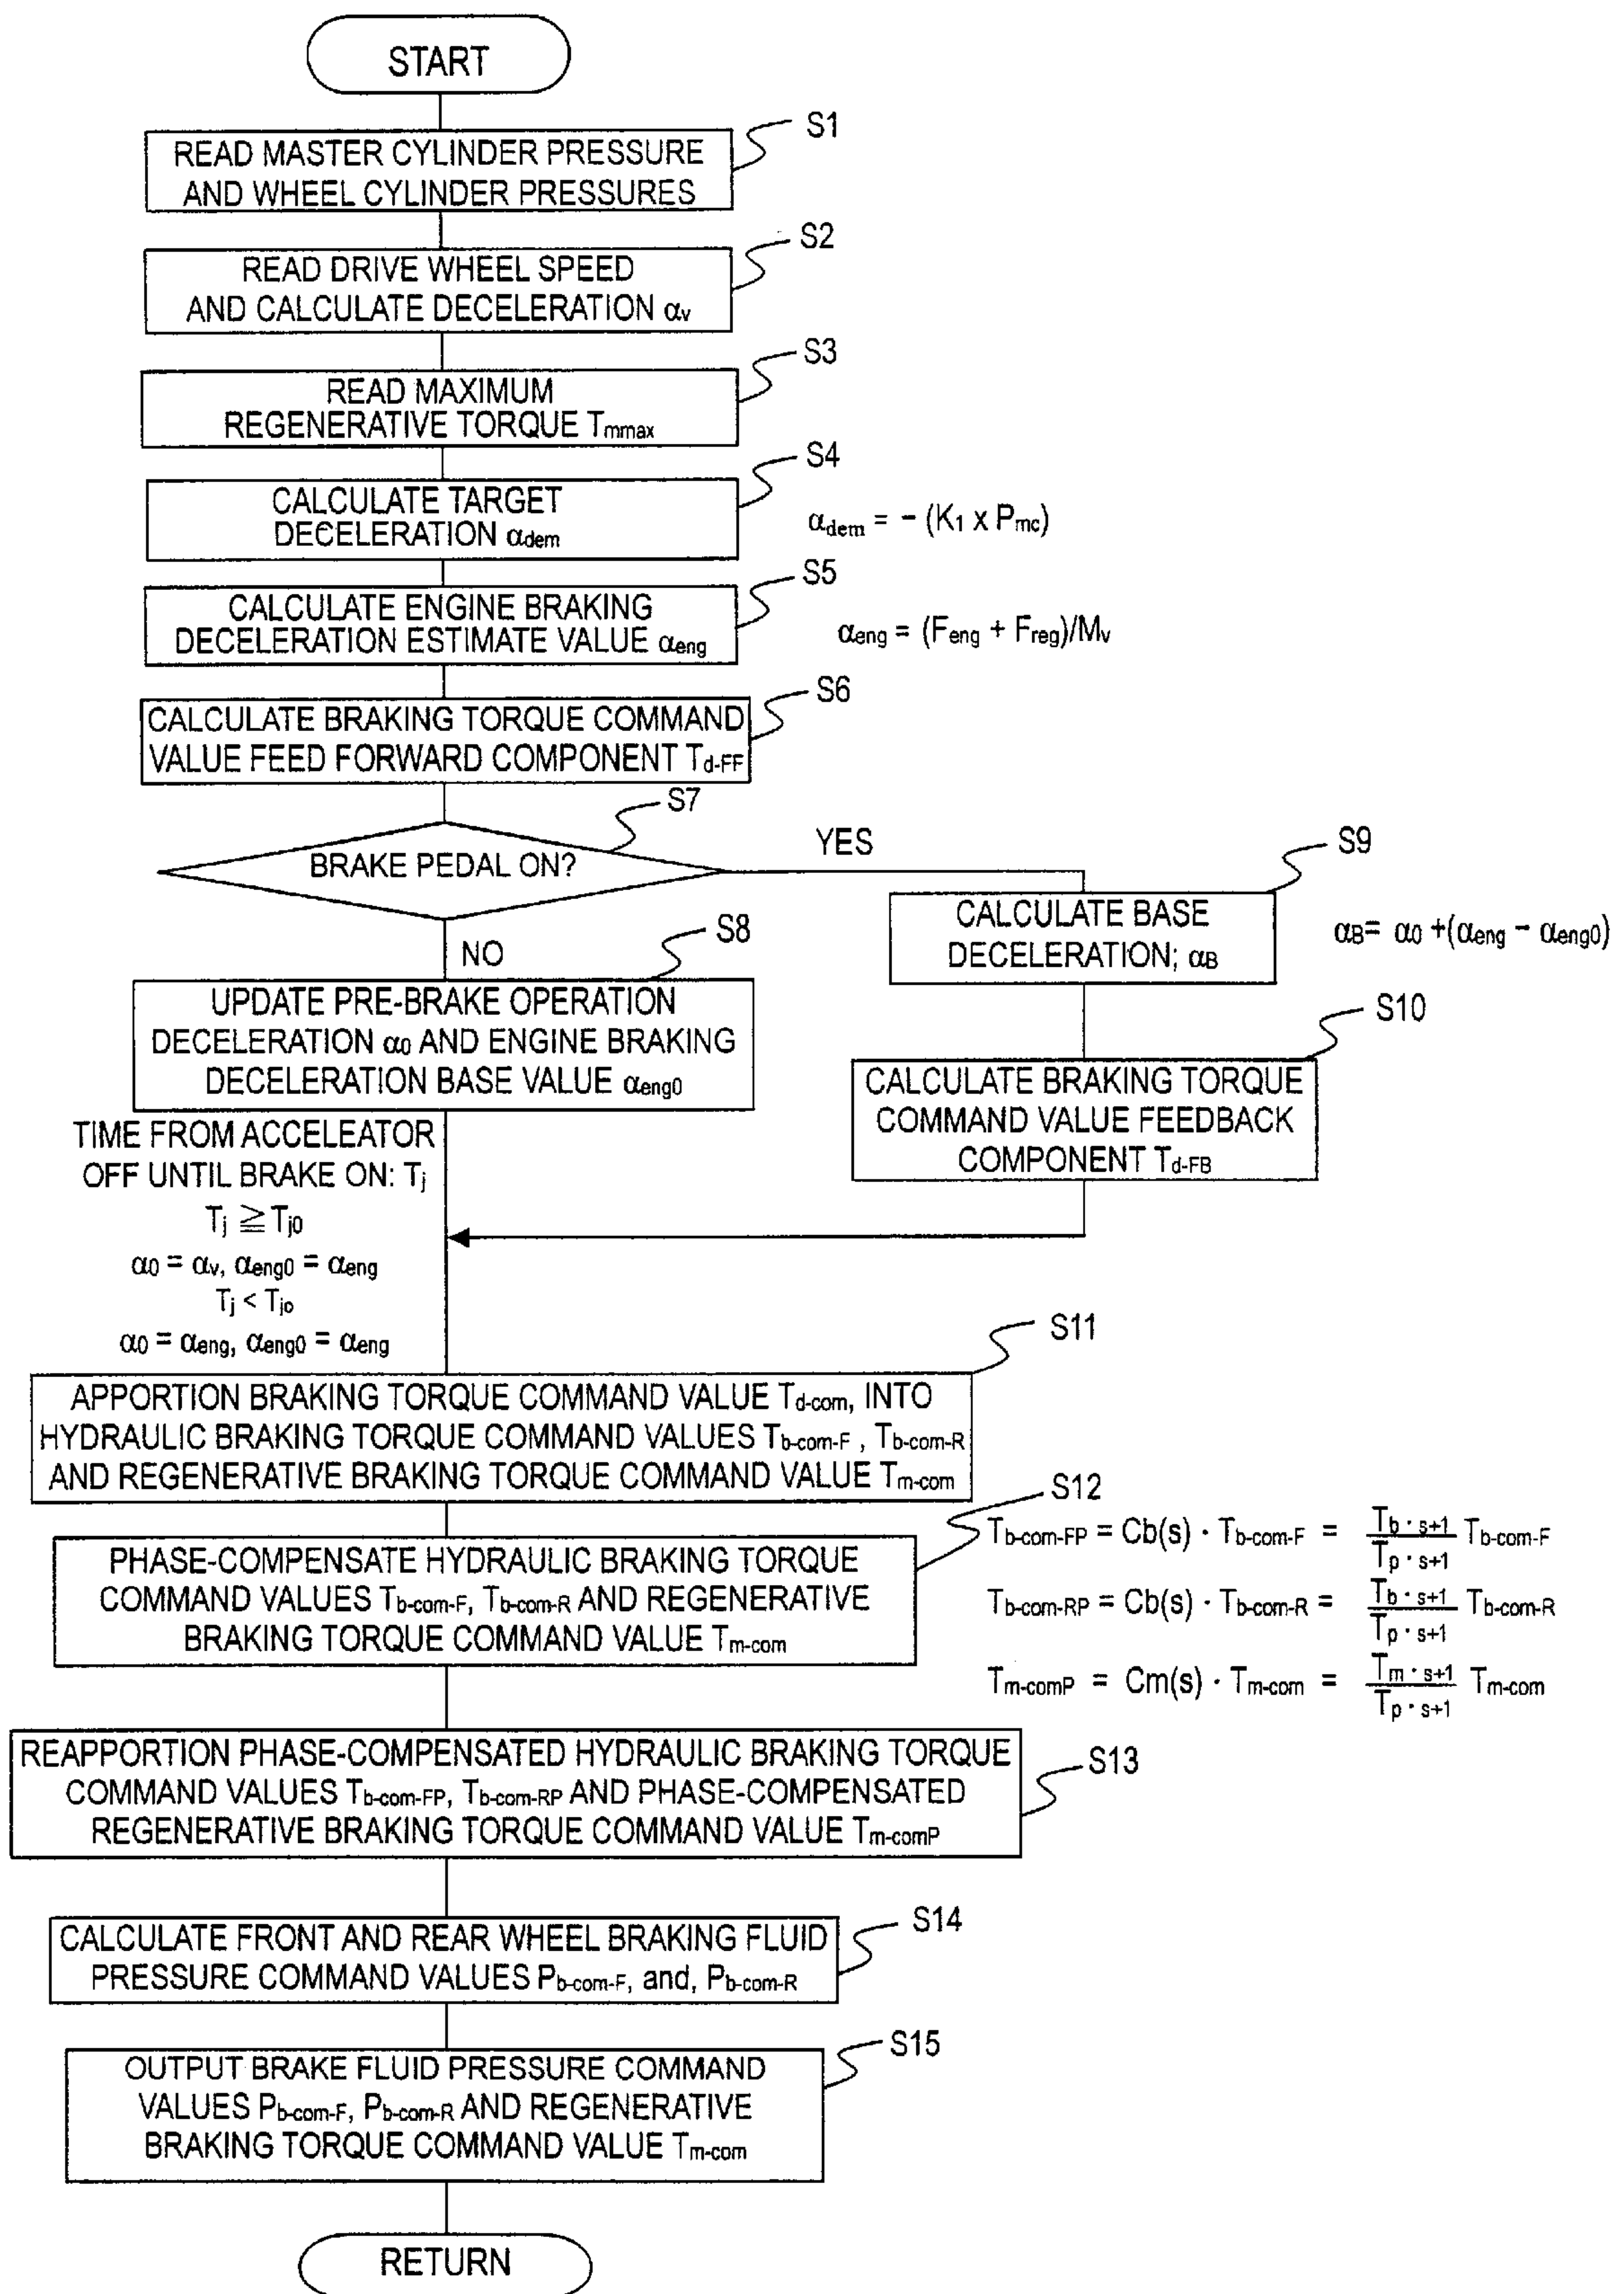 START
S1
READ MASTER CYLINDER PRESSURE
AND WHEEL CYLINDER PRESSURES
S2
READ DRIVE WHEEL SPEED
AND CALCULATE DECELERATION αv
S3
READ MAXIMUM
REGENERATIVE TORQUE Tmmax
S4
CALCULATE TARGET
DECELERATION αdem
αdem = − (K1 x Pmc)
S5
CALCULATE ENGINE BRAKING
DECELERATION ESTIMATE VALUE αeng
αeng = (Feng + Freg)/Mv
S6
CALCULATE BRAKING TORQUE COMMAND
VALUE FEED FORWARD COMPONENT Td-FF
S7
BRAKE PEDAL ON?
YES
NO
S9
CALCULATE BASE
DECELERATION; αB
αB= α0 +(αeng − αeng0)
S8
UPDATE PRE-BRAKE OPERATION
DECELERATION α0 AND ENGINE BRAKING
DECELERATION BASE VALUE αeng0
S10
CALCULATE BRAKING TORQUE
COMMAND VALUE FEEDBACK
COMPONENT Td-FB
TIME FROM ACCELEATOR
OFF UNTIL BRAKE ON: Tj
Tj ≧ Tj0
α0 = αv, αeng0 = αeng
Tj < Tjo
α0 = αeng, αeng0 = αeng
S11
APPORTION BRAKING TORQUE COMMAND VALUE Td-com, INTO
HYDRAULIC BRAKING TORQUE COMMAND VALUES Tb-com-F , Tb-com-R
AND REGENERATIVE BRAKING TORQUE COMMAND VALUE Tm-com
S12
PHASE-COMPENSATE HYDRAULIC BRAKING TORQUE
COMMAND VALUES Tb-com-F, Tb-com-R AND REGENERATIVE
BRAKING TORQUE COMMAND VALUE Tm-com
Tb-com-FP = Cb(s) · Tb-com-F = Tb · s+1 / Tp · s+1 Tb-com-F
Tb-com-RP = Cb(s) · Tb-com-R = Tb · s+1 / Tp · s+1 Tb-com-R
Tm-comP = Cm(s) · Tm-com = Tm · s+1 / Tp · s+1 Tm-com
S13
REAPPORTION PHASE-COMPENSATED HYDRAULIC BRAKING TORQUE
COMMAND VALUES Tb-com-FP, Tb-com-RP AND PHASE-COMPENSATED
REGENERATIVE BRAKING TORQUE COMMAND VALUE Tm-comP
S14
CALCULATE FRONT AND REAR WHEEL BRAKING FLUID
PRESSURE COMMAND VALUES Pb-com-F, and, Pb-com-R
S15
OUTPUT BRAKE FLUID PRESSURE COMMAND
VALUES Pb-com-F, Pb-com-R AND REGENERATIVE
BRAKING TORQUE COMMAND VALUE Tm-com
RETURN